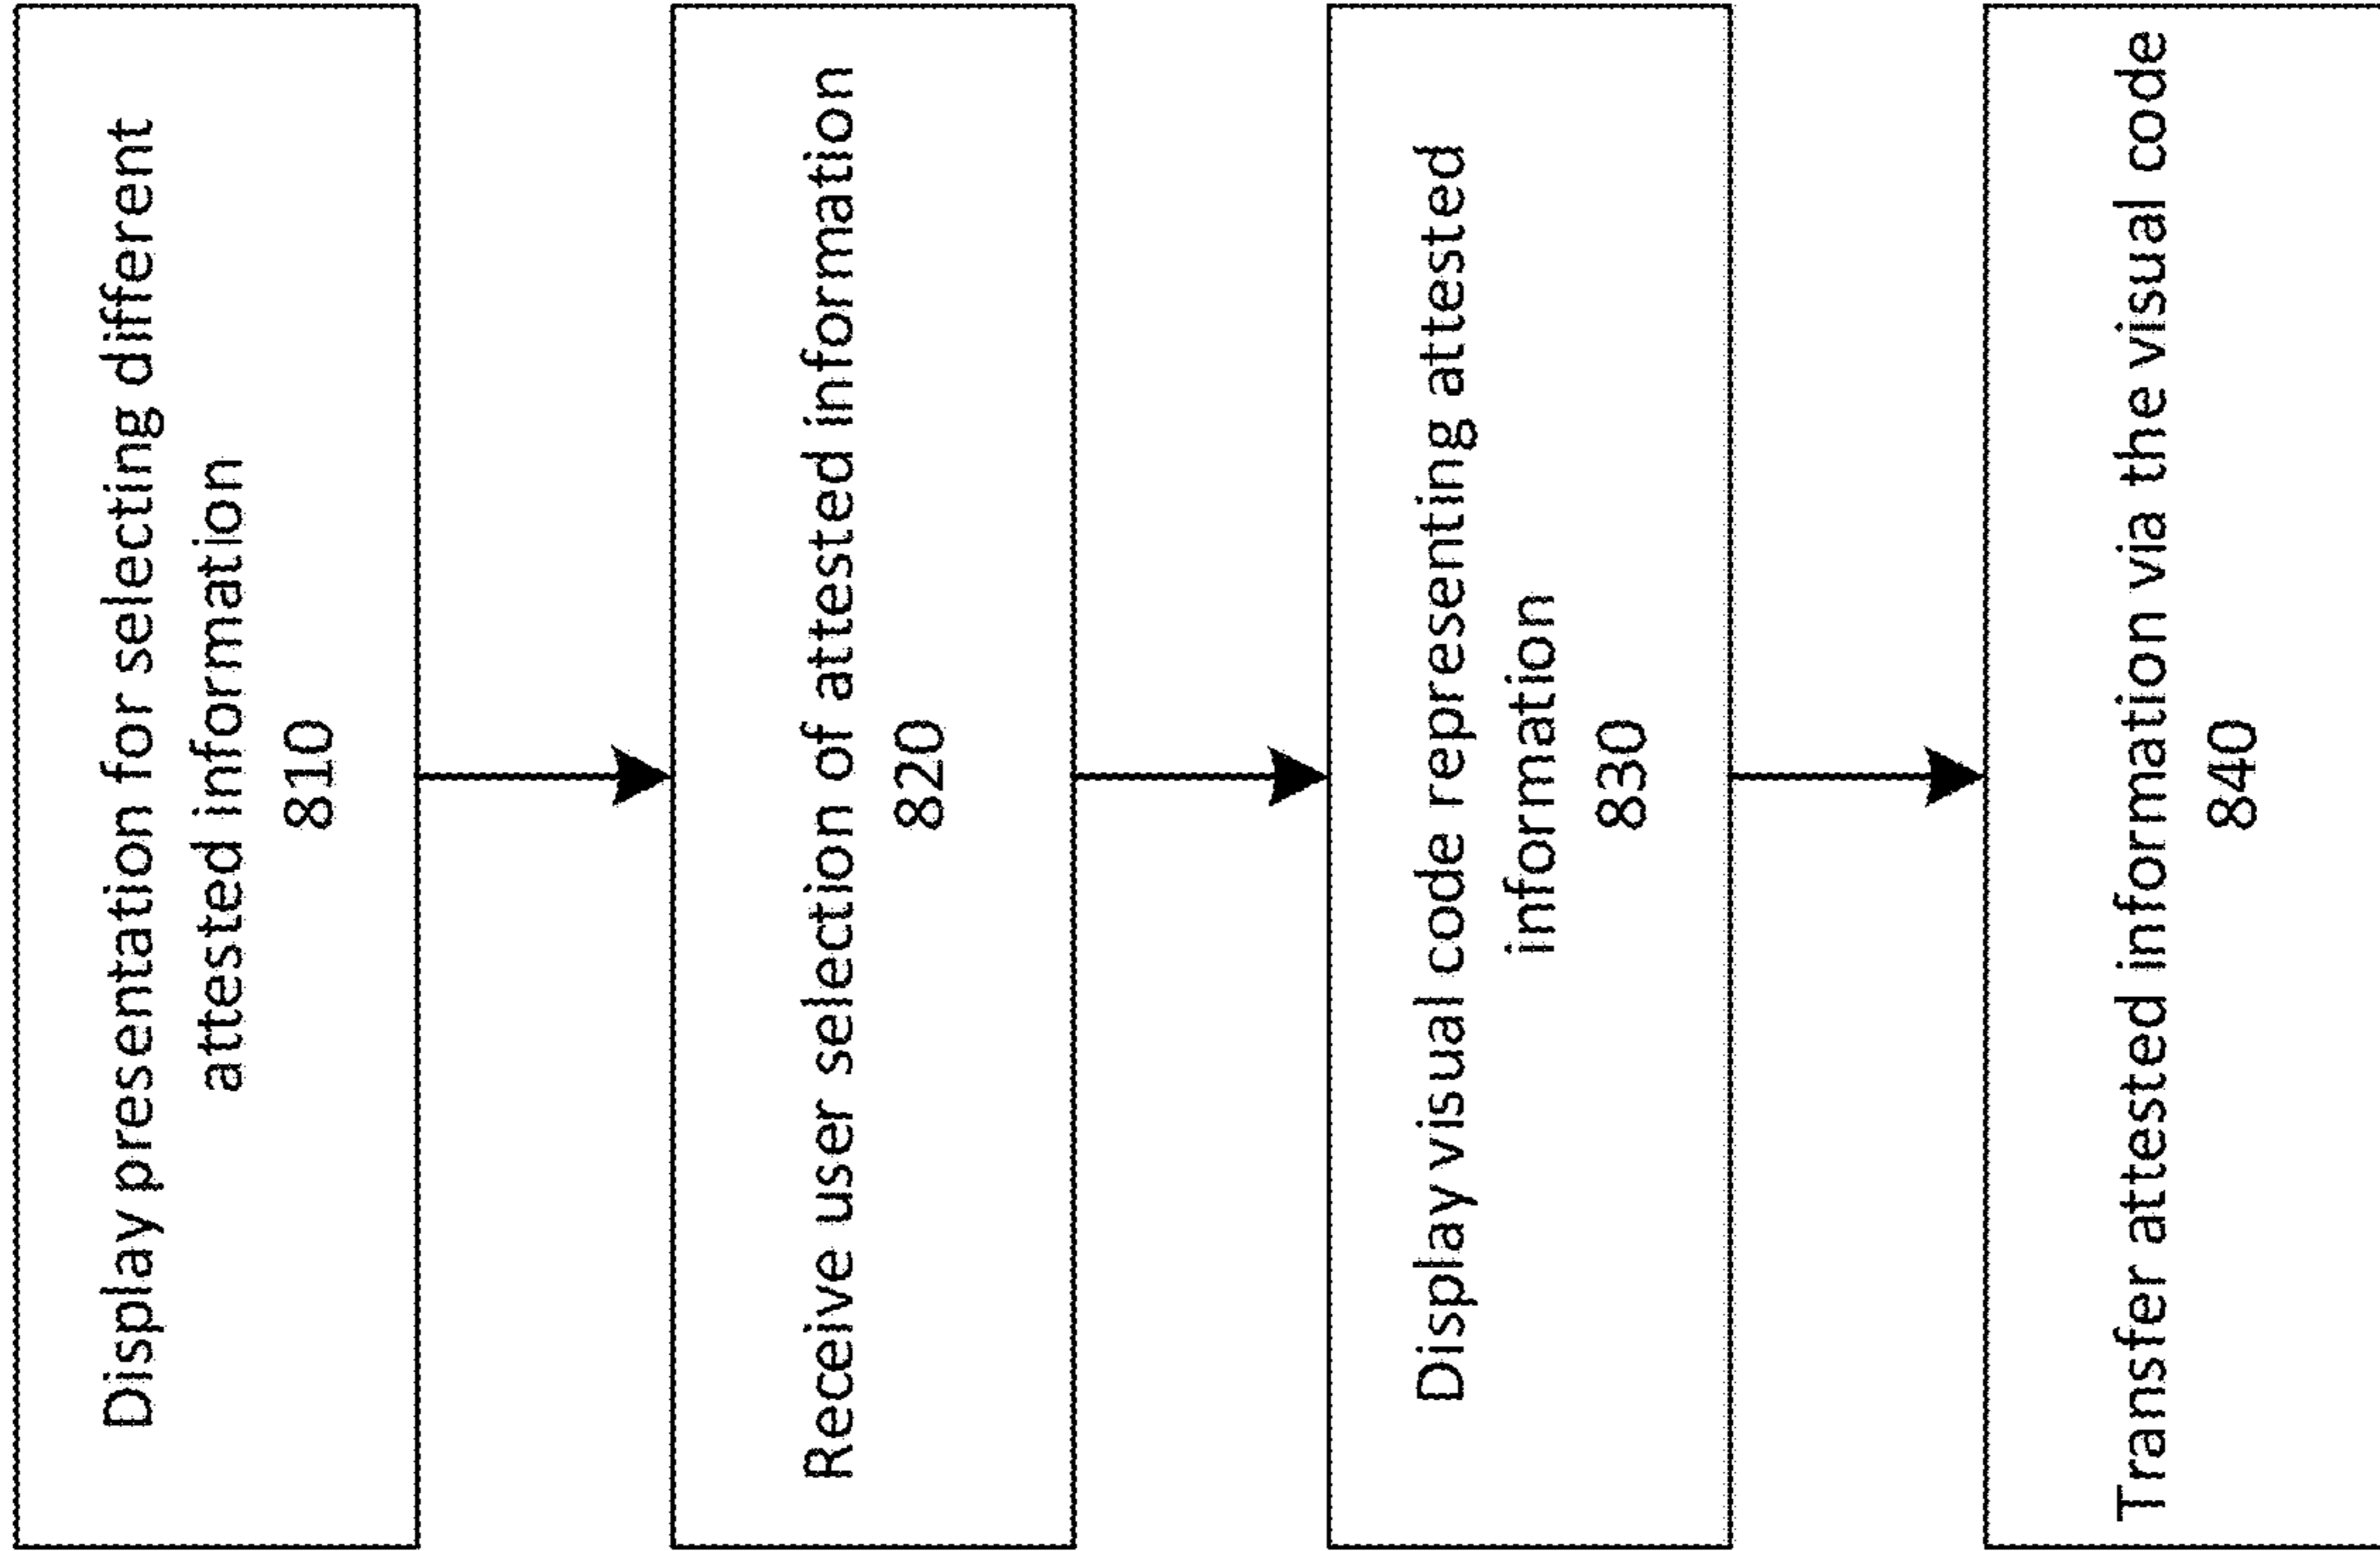 Display presentation for selecting different
attested information
810
Receive user selection of attested information
820
Display visual code representing attested
information
830
Transfer attested information via the visual code
840